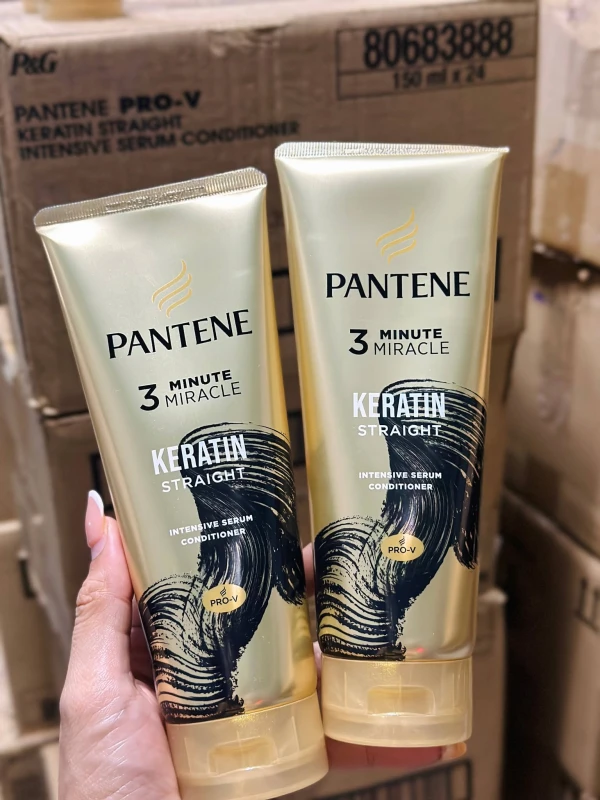 P&G
80683888
150 ml x 24
PANTENE PRO-V
KERATIN STRAIGHT
INTENSIVE SERUM CONDITIONER
PANTENE
3 MINUTE
MIRACLE
KERATIN
STRAIGHT
INTENSIVE SERUM
CONDITIONER
PRO-V
PANTENE
3 MINUTE
MIRACLE
KERATIN
STRAIGHT
INTENSIVE SERUM
CONDITIONER
PRO-V